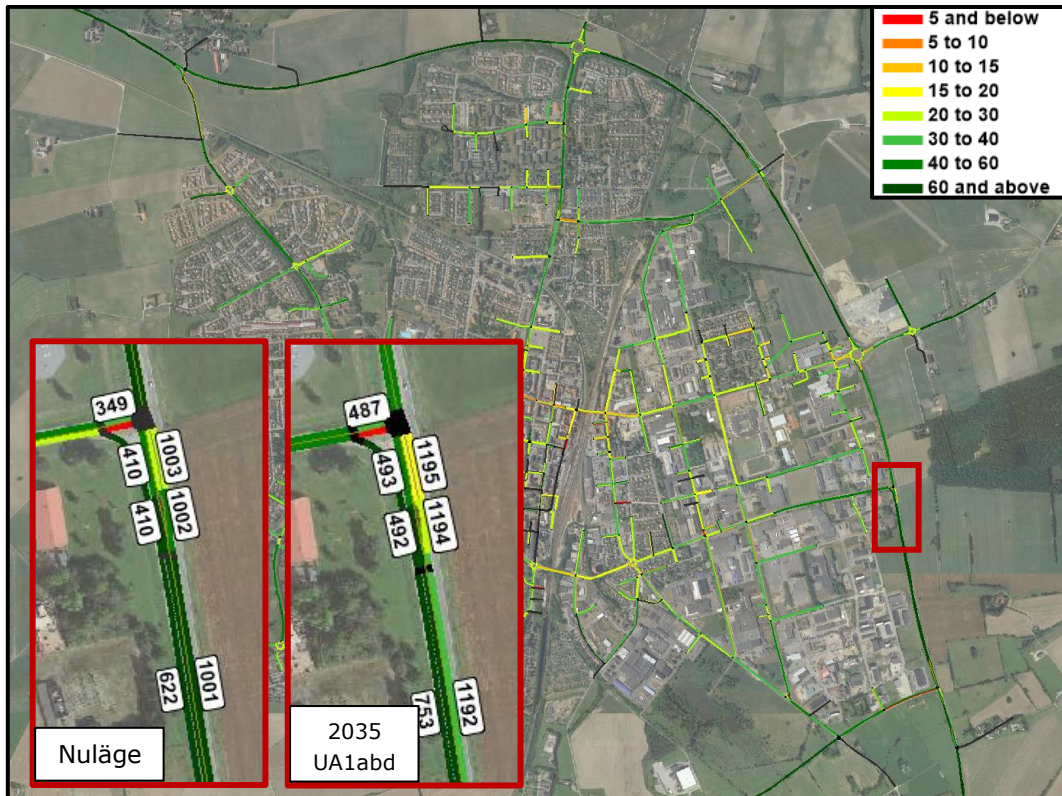 5 and below
5 to 10
10 to 15
15 to 20
20 to 30
30 to 40
40 to 60
60 and above
349
410
1003
410
1002
622
1001
Nuläge
487
493
1195
492
1194
753
1192
2035
UA1abd